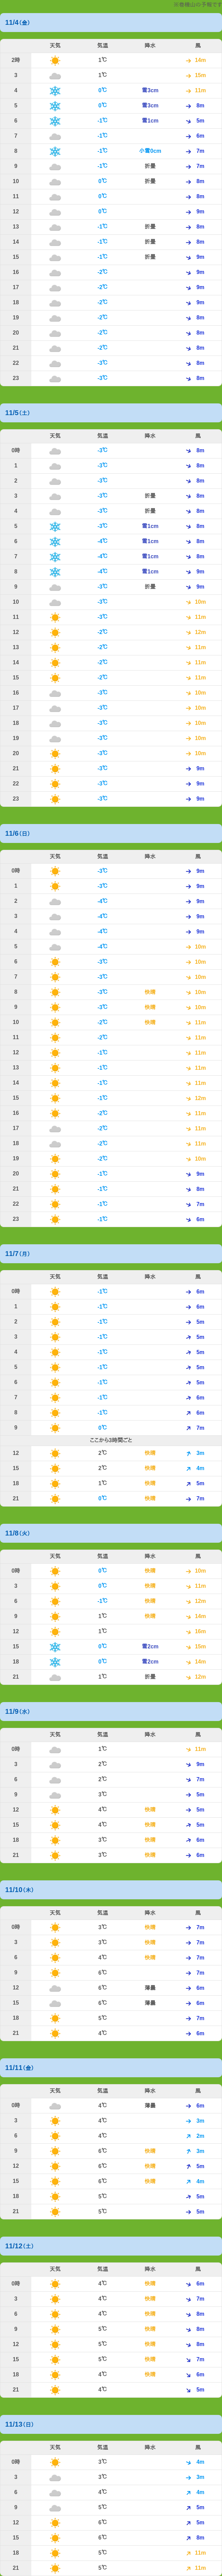 11/4(金)
天気 気温 降水 風
2時 1℃ 14m
3 1℃ 15m
4 0℃ 雪3cm 11m
5 0℃ 雪3cm 8m
6 -1℃ 雪1cm 5m
7 -1℃ 6m
8 -1℃ 小雪0cm 7m
9 -1℃ 折曇 7m
10 0℃ 折曇 8m
11 0℃ 8m
12 0℃ 9m
13 -1℃ 折曇 8m
14 -1℃ 折曇 8m
15 -1℃ 折曇 9m
16 -2℃ 9m
17 -2℃ 9m
18 -2℃ 9m
19 -2℃ 8m
20 -2℃ 8m
21 -2℃ 8m
22 -3℃ 8m
23 -3℃ 8m
11/5(土)
天気 気温 降水 風
0時 -3℃ 8m
1 -3℃ 8m
2 -3℃ 8m
3 -3℃ 折曇 8m
4 -3℃ 折曇 8m
5 -3℃ 雪1cm 8m
6 -4℃ 雪1cm 8m
7 -4℃ 雪1cm 8m
8 -4℃ 雪1cm 9m
9 -3℃ 折曇 9m
10 -3℃ 10m
11 -3℃ 11m
12 -2℃ 12m
13 -2℃ 11m
14 -2℃ 11m
15 -2℃ 11m
16 -3℃ 10m
17 -3℃ 10m
18 -3℃ 10m
19 -3℃ 10m
20 -3℃ 10m
21 -3℃ 9m
22 -3℃ 9m
23 -3℃ 9m
11/6(日)
天気 気温 降水 風
0時 -3℃ 9m
1 -3℃ 9m
2 -4℃ 9m
3 -4℃ 9m
4 -4℃ 9m
5 -4℃ 10m
6 -3℃ 10m
7 -3℃ 10m
8 -3℃ 快晴 10m
9 -3℃ 快晴 10m
10 -2℃ 快晴 11m
11 -2℃ 11m
12 -1℃ 11m
13 -1℃ 11m
14 -1℃ 11m
15 -1℃ 12m
16 -2℃ 11m
17 -2℃ 11m
18 -2℃ 11m
19 -2℃ 10m
20 -1℃ 9m
21 -1℃ 8m
22 -1℃ 7m
23 -1℃ 6m
11/7(月)
天気 気温 降水 風
0時 -1℃ 6m
1 -1℃ 6m
2 -1℃ 5m
3 -1℃ 5m
4 -1℃ 5m
5 -1℃ 5m
6 -1℃ 5m
7 -1℃ 6m
8 -1℃ 6m
9 0℃ 7m
ここから3時間ごと
12 2℃ 快晴 3m
15 2℃ 快晴 4m
18 1℃ 快晴 5m
21 0℃ 快晴 7m
11/8(火)
天気 気温 降水 風
0時 0℃ 快晴 10m
3 0℃ 快晴 11m
6 -1℃ 快晴 12m
9 1℃ 快晴 14m
12 1℃ 16m
15 0℃ 雪2cm 15m
18 0℃ 雪2cm 14m
21 1℃ 折曇 12m
11/9(水)
天気 気温 降水 風
0時 1℃ 11m
3 2℃ 9m
6 2℃ 7m
9 3℃ 5m
12 4℃ 快晴 5m
15 4℃ 快晴 5m
18 3℃ 快晴 6m
21 3℃ 快晴 6m
11/10(木)
天気 気温 降水 風
0時 3℃ 快晴 7m
3 3℃ 快晴 7m
6 4℃ 快晴 7m
9 6℃ 7m
12 6℃ 薄曇 6m
15 6℃ 薄曇 6m
18 5℃ 7m
21 4℃ 6m
11/11(金)
天気 気温 降水 風
0時 4℃ 薄曇 6m
3 4℃ 3m
6 4℃ 2m
9 6℃ 快晴 3m
12 6℃ 快晴 5m
15 6℃ 快晴 4m
18 5℃ 5m
21 5℃ 5m
11/12(土)
天気 気温 降水 風
0時 4℃ 快晴 6m
3 4℃ 快晴 7m
6 4℃ 快晴 8m
9 5℃ 快晴 8m
12 5℃ 快晴 8m
15 5℃ 快晴 7m
18 4℃ 快晴 6m
21 4℃ 5m
11/13(日)
天気 気温 降水 風
0時 3℃ 4m
3 3℃ 3m
6 4℃ 4m
9 5℃ 5m
12 6℃ 5m
15 6℃ 8m
18 5℃ 11m
21 5℃ 11m